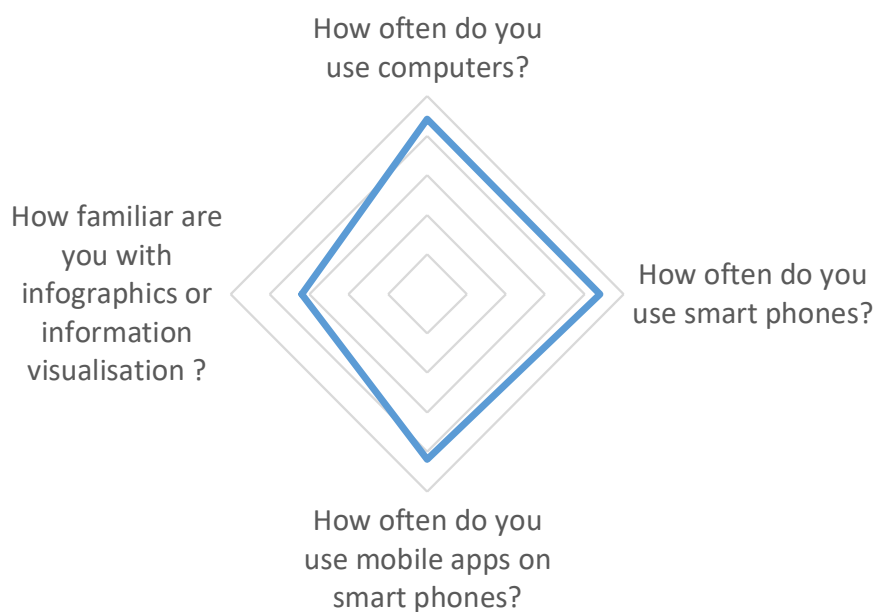 How often do you
use computers?
How often do you
use smart phones?
How often do you
use mobile apps on
smart phones?
How familiar are
you with
infographics or
information
visualisation ?